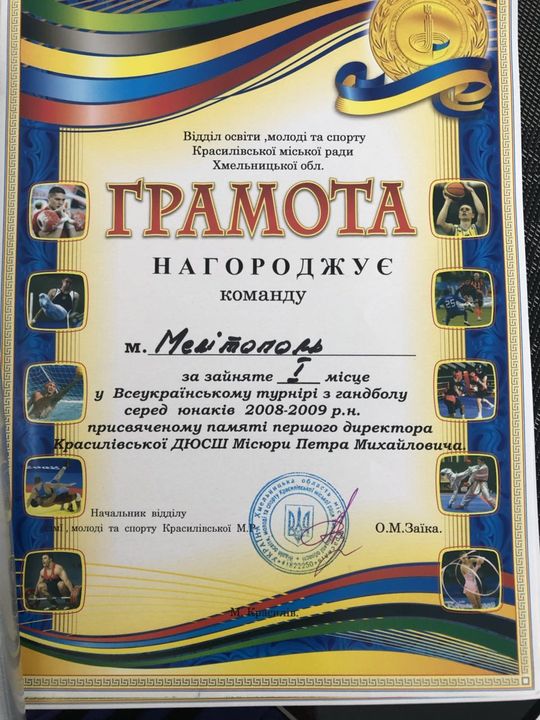 Відділ освіти ,молоді та спорту
Красилівської міської ради
Хмельницької обл.
ГРАМОТА
НАГОРОДЖУЄ
команду
м. Мелітополь
за зайняте I місце
у Всеукраїнському турнірі з гандболу
серед юнаків 2008-2009 р.н.
присвяченому памяті першого директора
Красилівської ДЮСШ Місюри Петра Михайловича.
Начальник відділу
, молоді та спорту Красилівської М.Р. О.М.Заїка.
М. Красилів.